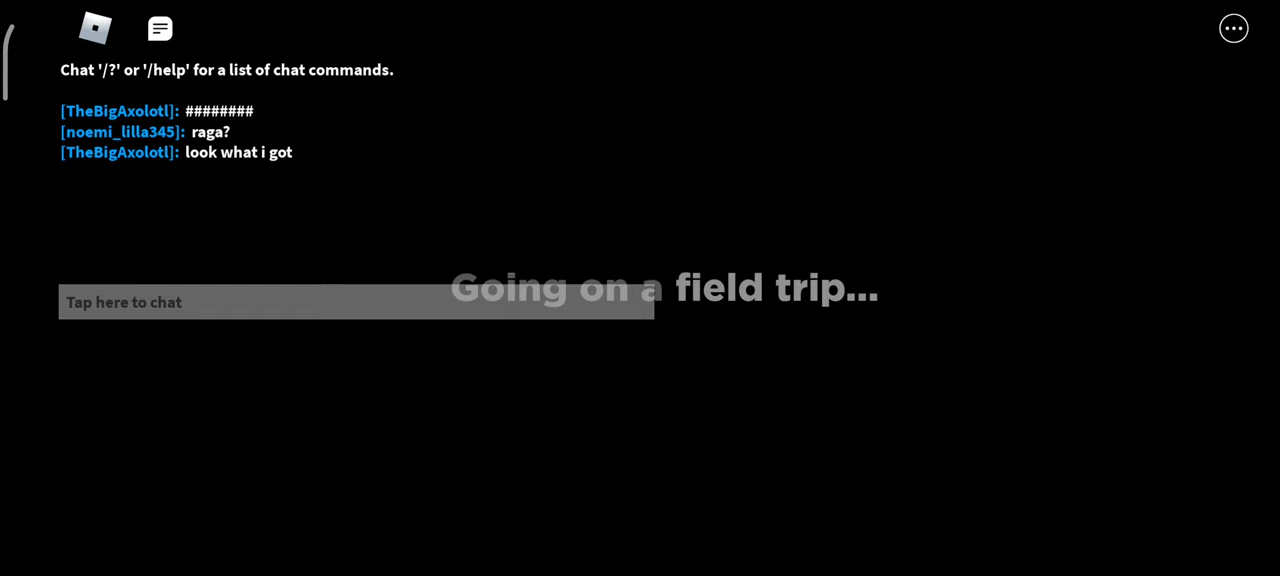 Chat '/?' or '/help' for a list of chat commands.
[TheBigAxolotl]: ########
[noemi_lilla345]: raga?
[TheBigAxolotl]: look what i got
Going on a field trip...
Tap here to chat